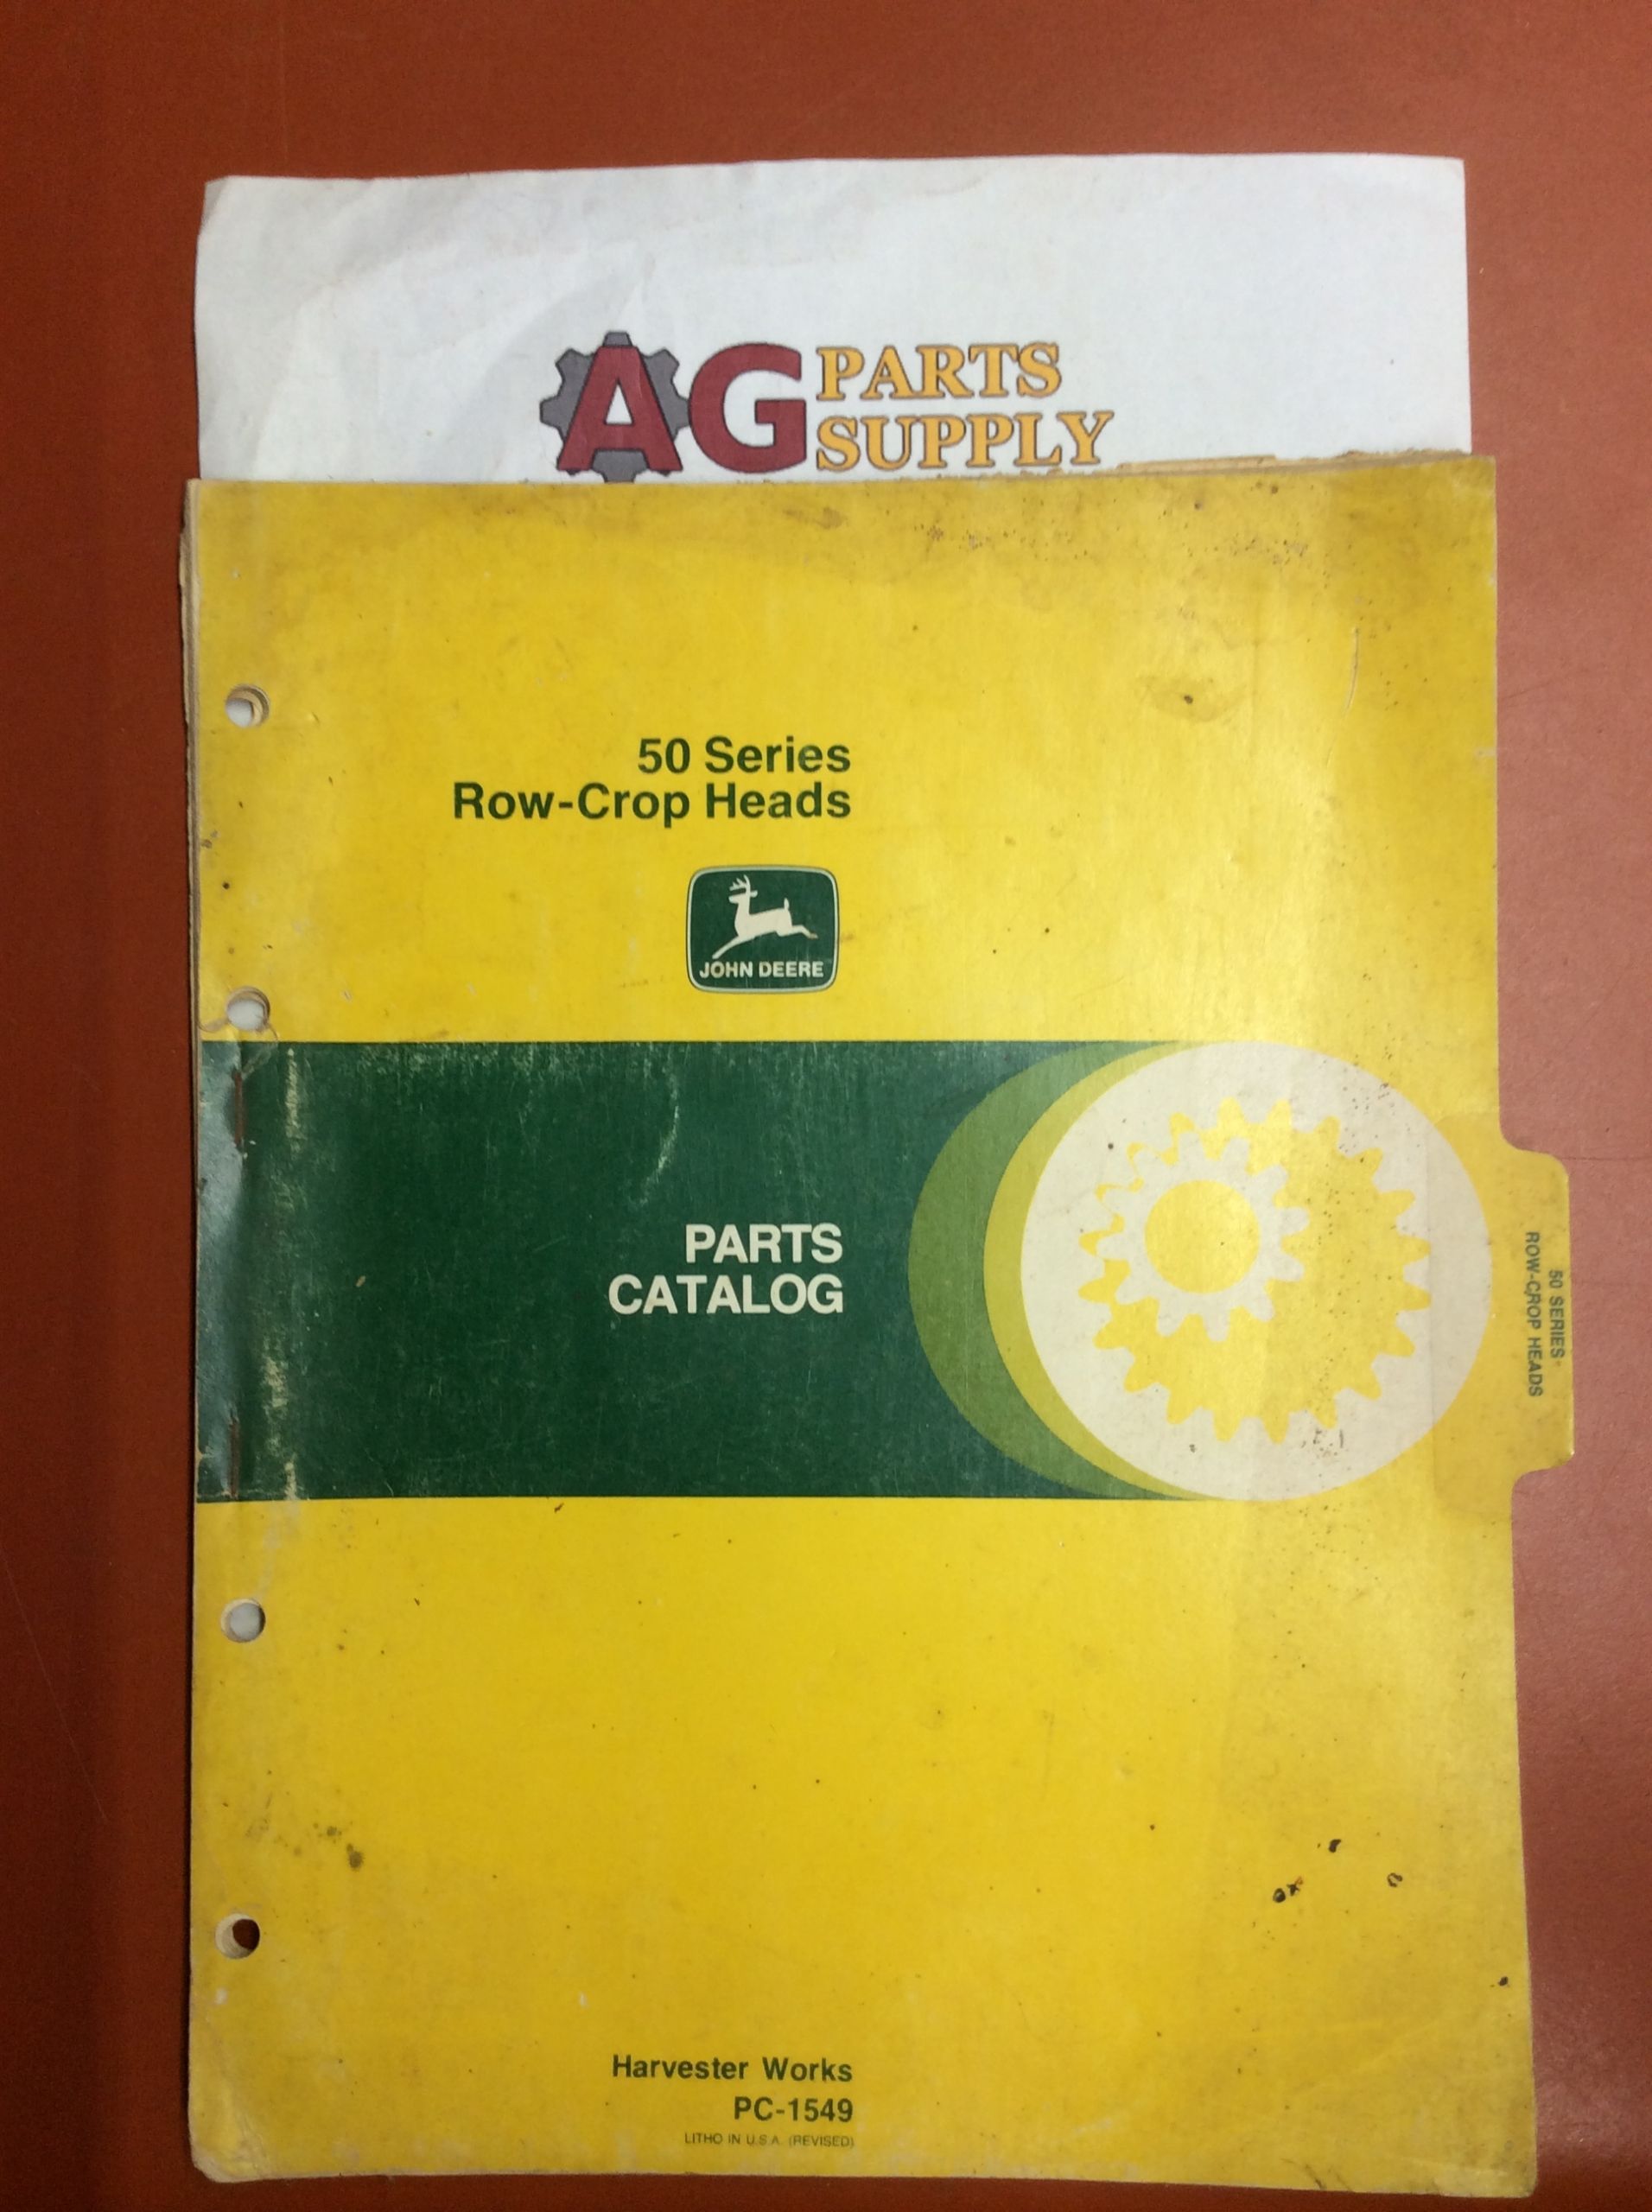 AG PARTS
SUPPLY
50 Series
Row-Crop Heads
JOHN DEERE
PARTS
CATALOG
50 SERIES
ROW-CROP HEADS
Harvester Works
PC-1549
LITHO IN U.S.A. (REVISED)